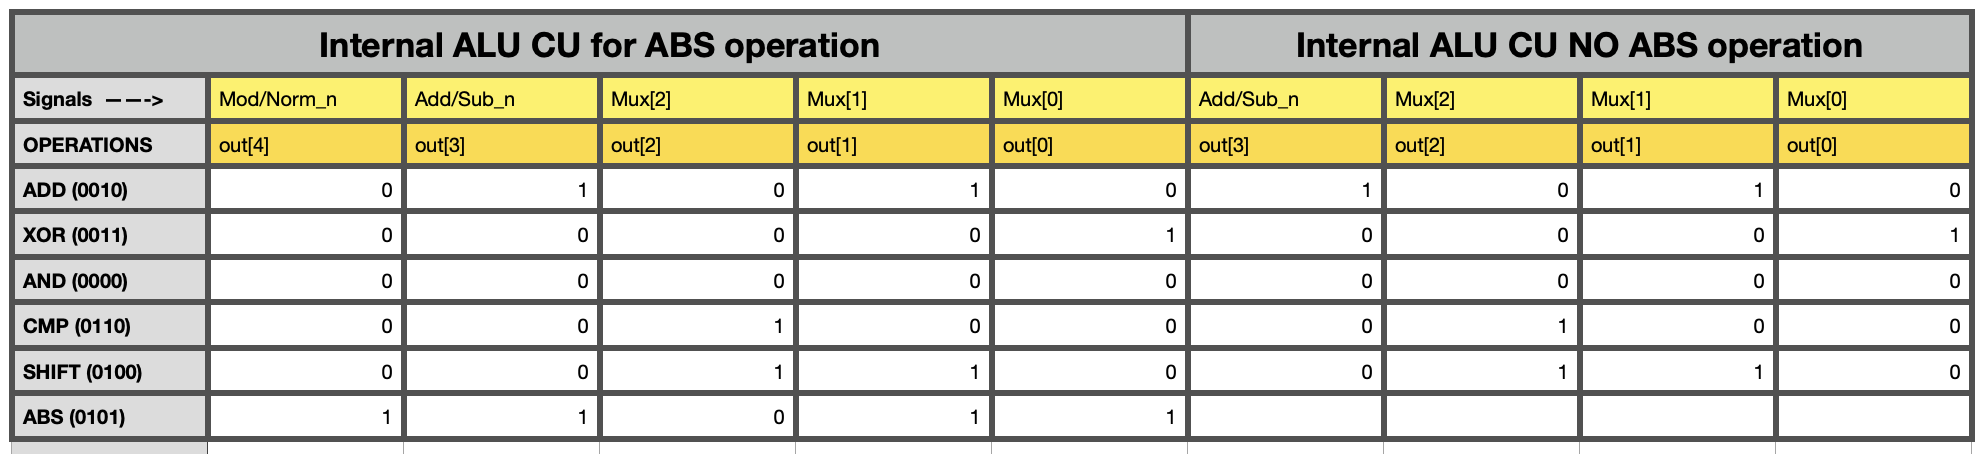 Internal ALU CU for ABS operation Internal ALU CU NO ABS operation
Signals ———-> Mod/Norm_n Add/Sub_n Mux[2] Mux[1] Mux[0] Add/Sub_n Mux[2] Mux[1] Mux[0]
OPERATIONS out[4] out[3] out[2] out[1] out[0] out[3] out[2] out[1] out[0]
ADD (0010) 0 1 0 1 0 1 0 1 0
XOR (0011) 0 0 0 0 1 0 0 0 1
AND (0000) 0 0 0 0 0 0 0 0 0
CMP (0110) 0 0 1 0 0 0 1 0 0
SHIFT (0100) 0 0 1 1 0 0 1 1 0
ABS (0101) 1 1 0 1 1